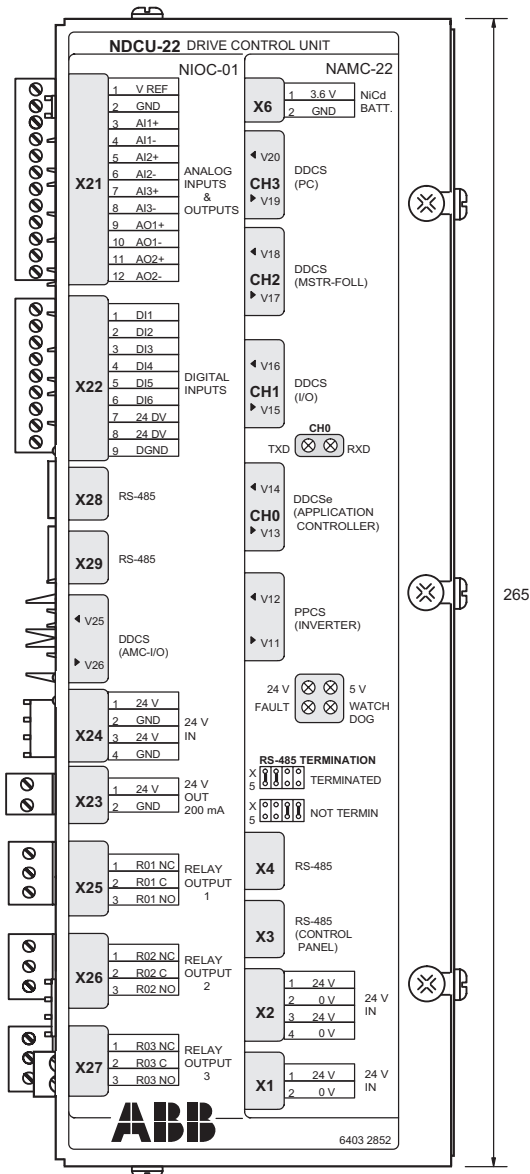 NDCU-22 DRIVE CONTROL UNIT
NIOC-01
X21
1 V REF
2 GND
3 AI1+
4 AI1-
5 AI2+
6 AI2-
7 AI3+
8 AI3-
9 AO1+
10 AO1-
11 AO2+
12 AO2-
ANALOG
INPUTS
&
OUTPUTS
X22
1 DI1
2 DI2
3 DI3
4 DI4
5 DI5
6 DI6
7 24 DV
8 24 DV
9 DGND
DIGITAL
INPUTS
X28
RS-485
X29
RS-485
V25
V26
DDCS
(AMC-I/O)
X24
1 24 V
2 GND
3 24 V
4 GND
24 V
IN
X23
1 24 V
2 GND
24 V
OUT
200 mA
X25
1 R01 NC
2 R01 C
3 R01 NO
RELAY
OUTPUT
1
X26
1 R02 NC
2 R02 C
3 R02 NO
RELAY
OUTPUT
2
X27
1 R03 NC
2 R03 C
3 R03 NO
RELAY
OUTPUT
3
ABB
NAMC-22
X6
1 3.6 V
2 GND
NiCd
BATT.
V20
CH3
V19
DDCS
(PC)
V18
CH2
V17
DDCS
(MSTR-FOLL)
V16
CH1
V15
DDCS
(I/O)
CH0
TXD RXD
V14
CH0
V13
DDCSe
(APPLICATION
CONTROLLER)
V12
V11
PPCS
(INVERTER)
24 V 5 V
FAULT WATCH
DOG
RS-485 TERMINATION
X
5
TERMINATED
X
5
NOT TERMIN
X4
RS-485
X3
RS-485
(CONTROL
PANEL)
X2
1 24 V
2 0 V
3 24 V
4 0 V
24 V
IN
X1
1 24 V
2 0 V
24 V
IN
6403 2852
265